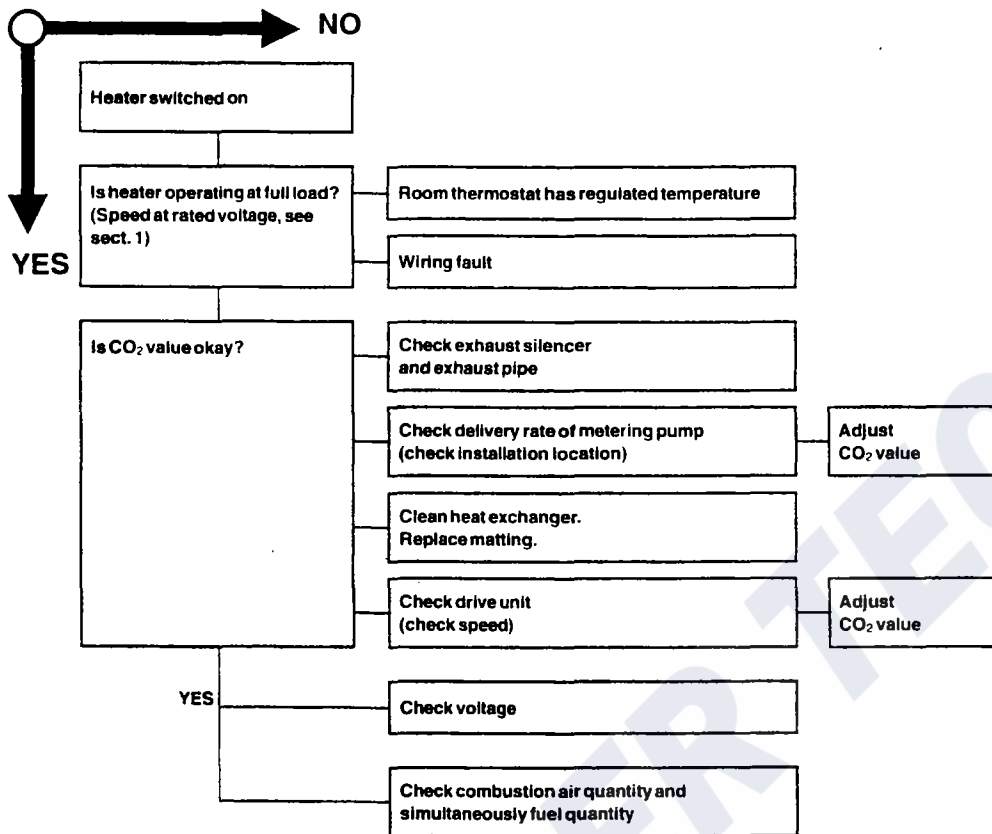 NO
Heater switched on
Is heater operating at full load?
(Speed at rated voltage, see
sect. 1)
Room thermostat has regulated temperature
Wiring fault
YES
Is CO₂ value okay?
Check exhaust silencer
and exhaust pipe
Check delivery rate of metering pump
(check installation location)
Adjust
CO₂ value
Clean heat exchanger.
Replace matting.
Check drive unit
(check speed)
Adjust
CO₂ value
YES
Check voltage
Check combustion air quantity and
simultaneously fuel quantity